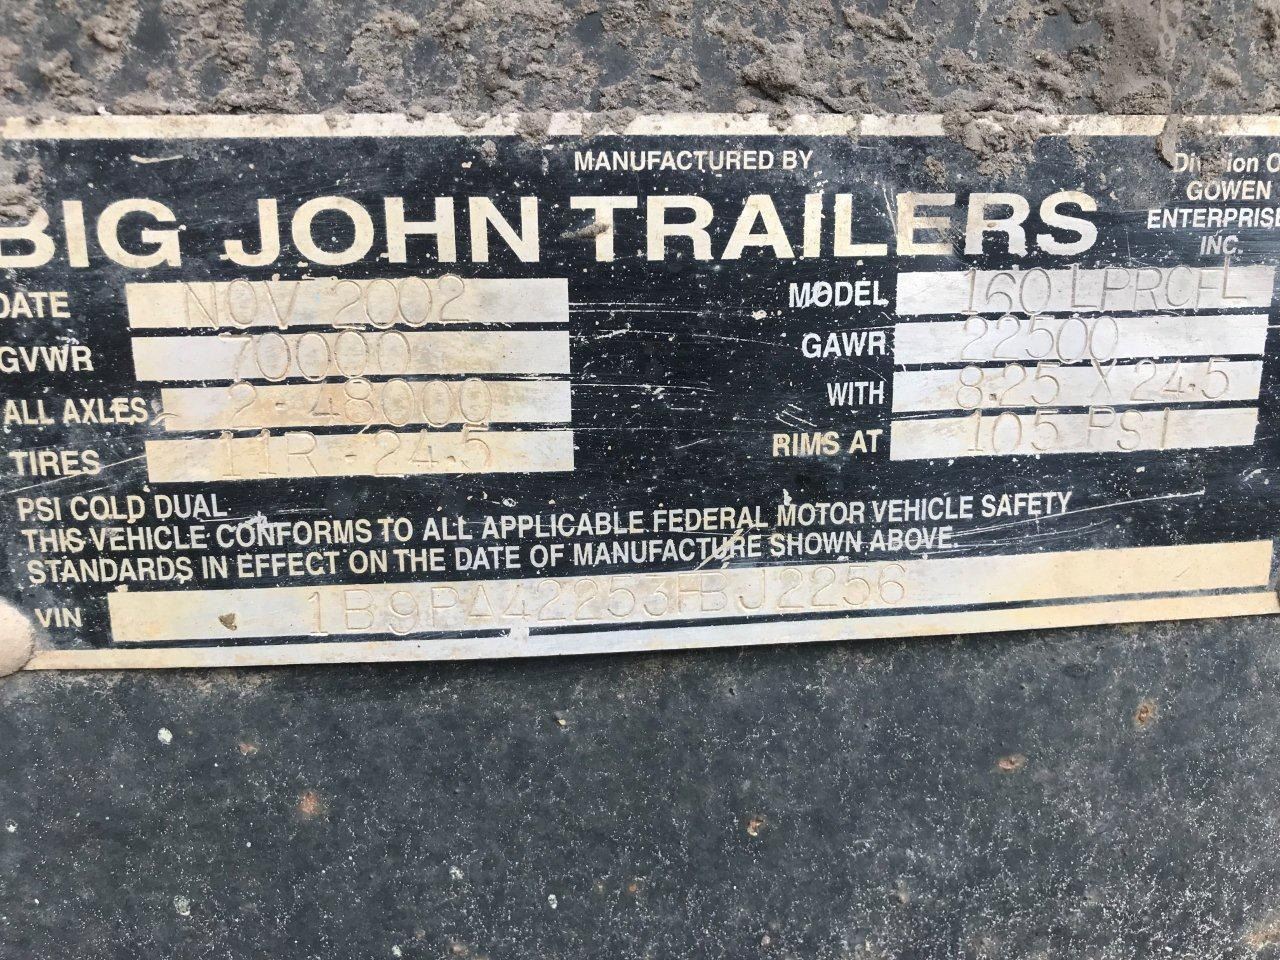 MANUFACTURED BY
Division
GOWEN
ENTERPRISE
INC.
BIG JOHN TRAILERS
DATE NOV 2002 MODEL 160 LPRCFL
GVWR 70000 GAWR 22500
ALL AXLES 2-48000 WITH 8.25 X 24.5
TIRES 11R-24.5 RIMS AT 105 PSI
PSI COLD DUAL
THIS VEHICLE CONFORMS TO ALL APPLICABLE FEDERAL MOTOR VEHICLE SAFETY
STANDARDS IN EFFECT ON THE DATE OF MANUFACTURE SHOWN ABOVE.
VIN 1B9PA42253HBJ2256